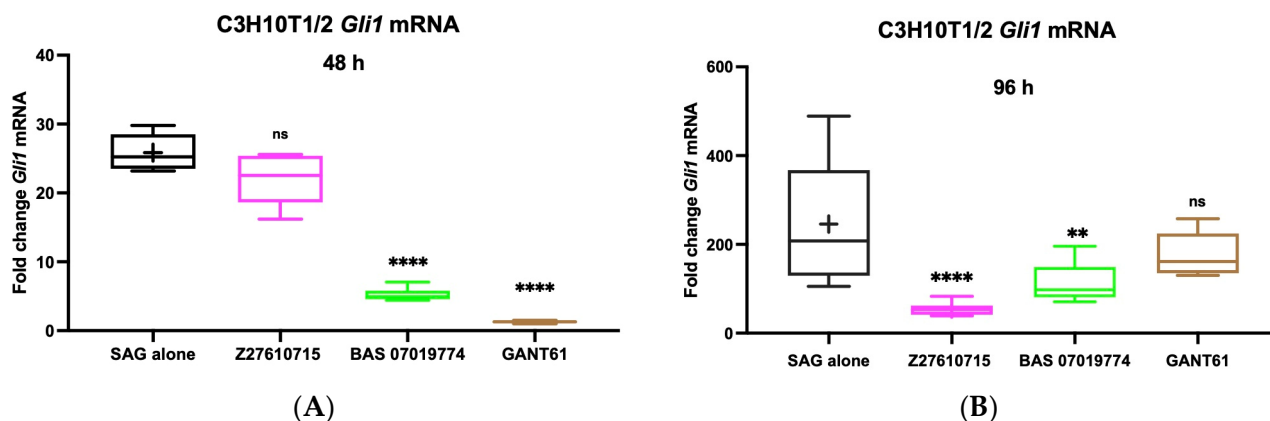 C3H10T1/2 Gli1 mRNA
48 h
Fold change Gli1 mRNA
40
30
20
10
0
ns
****
****
SAG alone Z27610715 BAS 07019774 GANT61
(A)
C3H10T1/2 Gli1 mRNA
96 h
Fold change Gli1 mRNA
600
400
200
0
****
**
ns
SAG alone Z27610715 BAS 07019774 GANT61
(B)